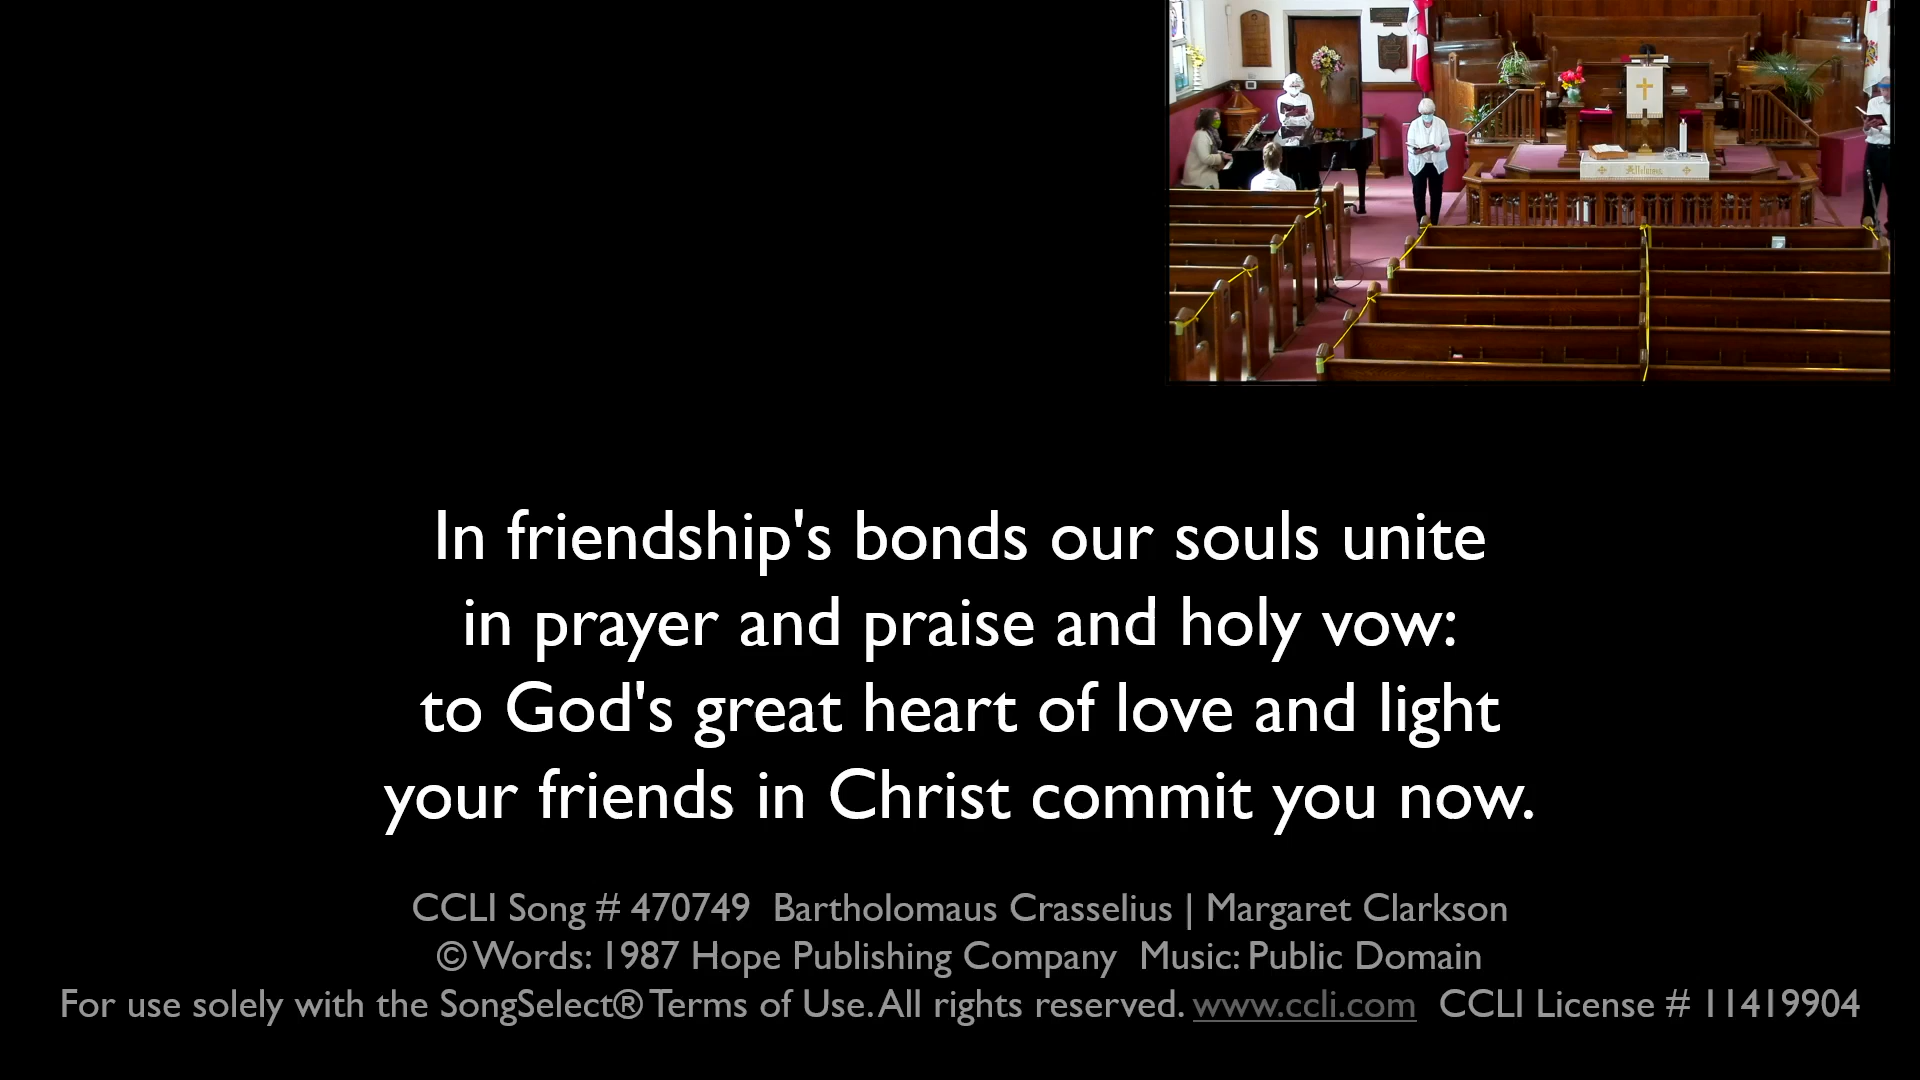 In friendship's bonds our souls unite
in prayer and praise and holy vow:
to God's great heart of love and light
your friends in Christ commit you now.
CCLI Song # 470749 Bartholomaus Crasselius | Margaret Clarkson
© Words: 1987 Hope Publishing Company Music: Public Domain
For use solely with the SongSelect® Terms of Use. All rights reserved. www.ccli.com CCLI License # 11419904